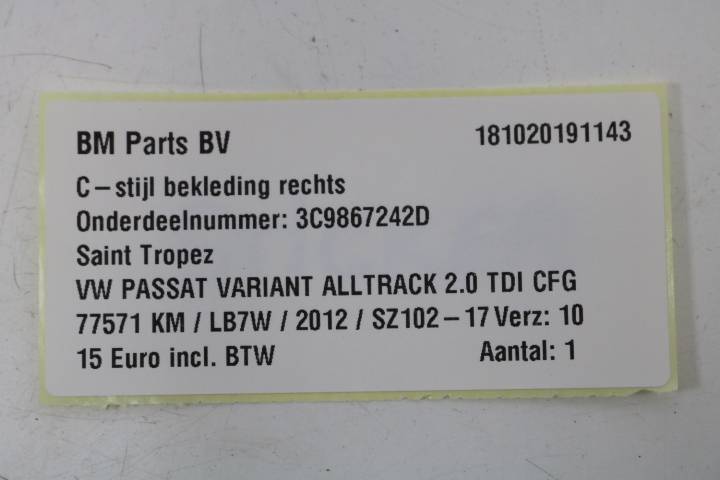 BM Parts BV 181020191143
C-stijl bekleding rechts
Onderdeelnummer: 3C9867242D
Saint Tropez
VW PASSAT VARIANT ALLTRACK 2.0 TDI CFG
77571 KM / LB7W / 2012 / SZ102-17 Verz: 10
15 Euro incl. BTW Aantal: 1